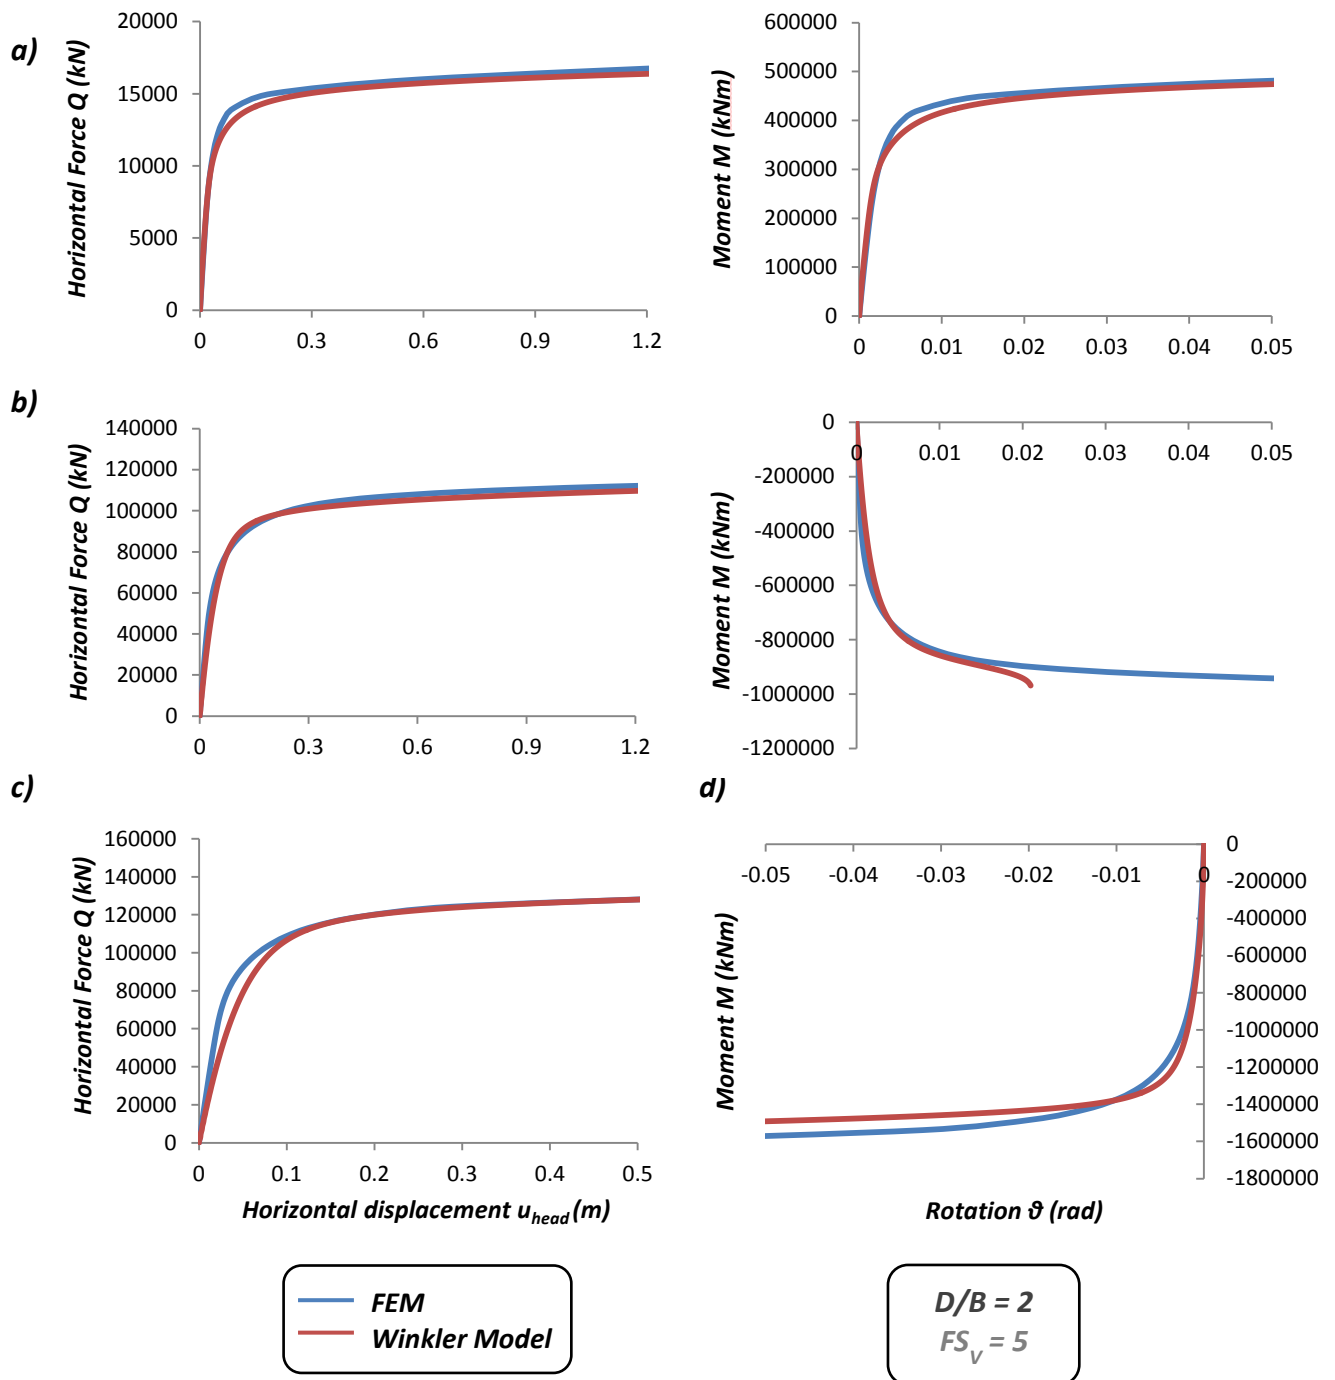 a)
Horizontal Force Q (kN)
20000
15000
10000
5000
0
0 0.3 0.6 0.9 1.2
Moment M (kNm)
600000
500000
400000
300000
200000
100000
0
0 0.01 0.02 0.03 0.04 0.05
b)
Horizontal Force Q (kN)
140000
120000
100000
80000
60000
40000
20000
0
0 0.3 0.6 0.9 1.2
Moment M (kNm)
0
0 0.01 0.02 0.03 0.04 0.05
-200000
-400000
-600000
-800000
-1000000
-1200000
c)
Horizontal Force Q (kN)
160000
140000
120000
100000
80000
60000
40000
20000
0
0 0.1 0.2 0.3 0.4 0.5
Horizontal displacement u_head (m)
d)
Moment M (kNm)
-0.05 -0.04 -0.03 -0.02 -0.01 0
0
-200000
-400000
-600000
-800000
-1000000
-1200000
-1400000
-1600000
-1800000
Rotation ϑ (rad)
FEM
Winkler Model
D/B = 2
FS_V = 5